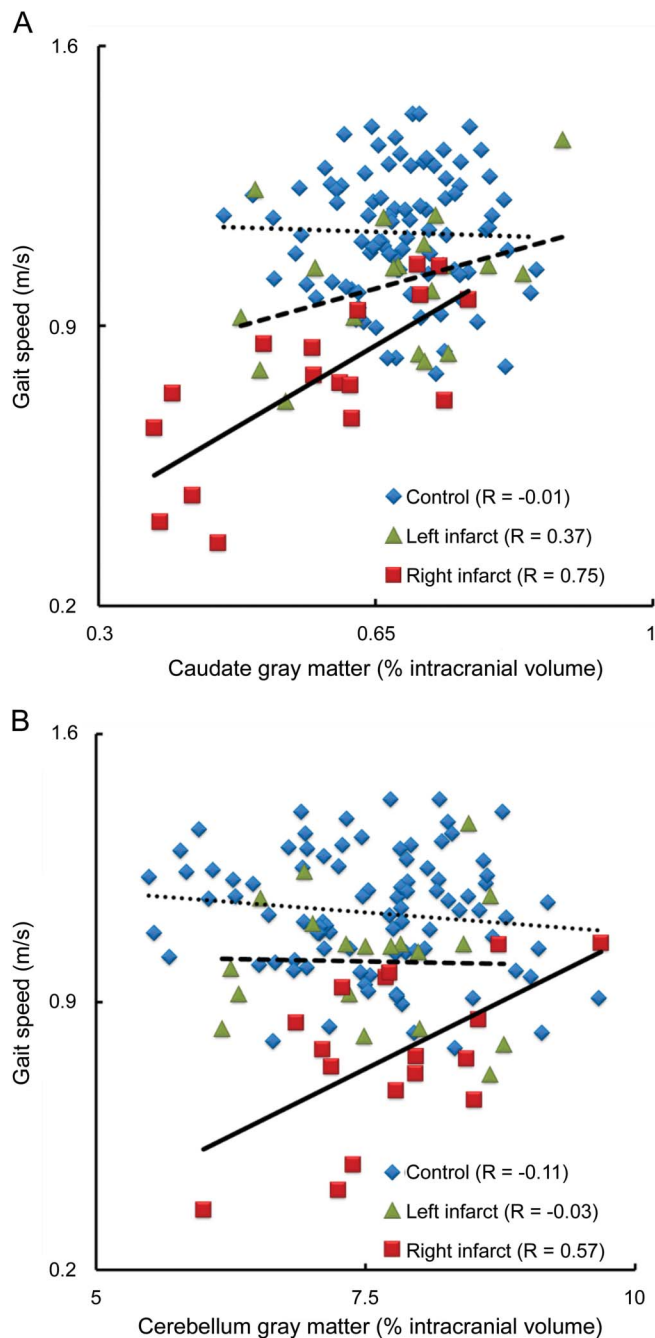 A
1.6
Gait speed (m/s)
0.9
Control (R = -0.01)
Left infarct (R = 0.37)
Right infarct (R = 0.75)
0.2
0.3 0.65 1
Caudate gray matter (% intracranial volume)
B
1.6
Gait speed (m/s)
0.9
Control (R = -0.11)
Left infarct (R = -0.03)
Right infarct (R = 0.57)
0.2
5 7.5 10
Cerebellum gray matter (% intracranial volume)